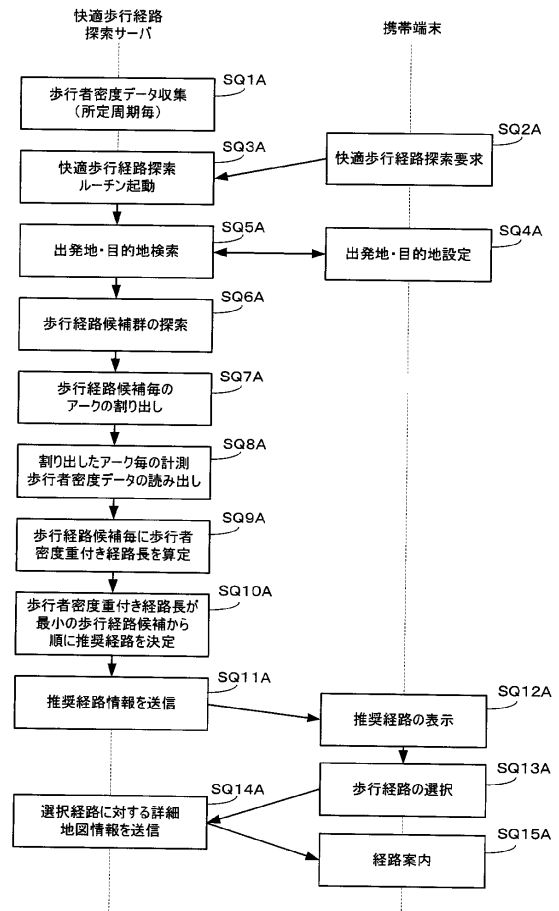 快適歩行経路
探索サーバ
携帯端末
SQ1A
歩行者密度データ収集
(所定周期毎)
SQ2A
快適歩行経路探索要求
SQ3A
快適歩行経路探索
ルーチン起動
SQ4A
出発地・目的地設定
SQ5A
出発地・目的地検索
SQ6A
歩行経路候補群の探索
SQ7A
歩行経路候補毎の
アークの割り出し
SQ8A
割り出したアーク毎の計測
歩行者密度データの読み出し
SQ9A
歩行経路候補毎に歩行者
密度重付き経路長を算定
SQ10A
歩行者密度重付き経路長が
最小の歩行経路候補から
順に推奨経路を決定
SQ11A
推奨経路情報を送信
SQ12A
推奨経路の表示
SQ13A
歩行経路の選択
SQ14A
選択経路に対する詳細
地図情報を送信
SQ15A
経路案内